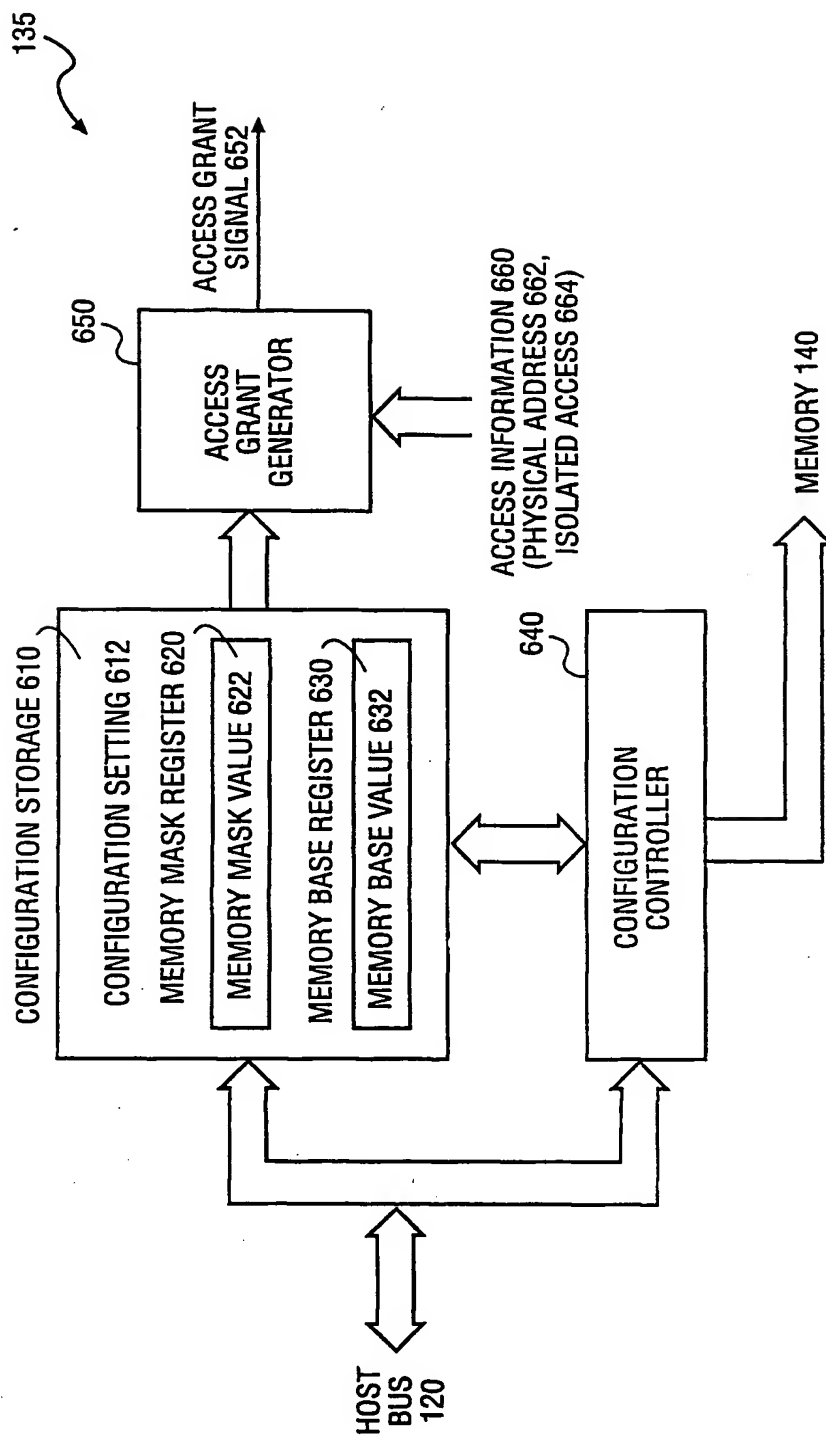 135
CONFIGURATION STORAGE 610
CONFIGURATION SETTING 612
MEMORY MASK REGISTER 620
MEMORY MASK VALUE 622
MEMORY BASE REGISTER 630
MEMORY BASE VALUE 632
650
ACCESS
GRANT
GENERATOR
ACCESS GRANT
SIGNAL 652
ACCESS INFORMATION 660
(PHYSICAL ADDRESS 662,
ISOLATED ACCESS 664)
HOST
BUS
120
640
CONFIGURATION
CONTROLLER
MEMORY 140